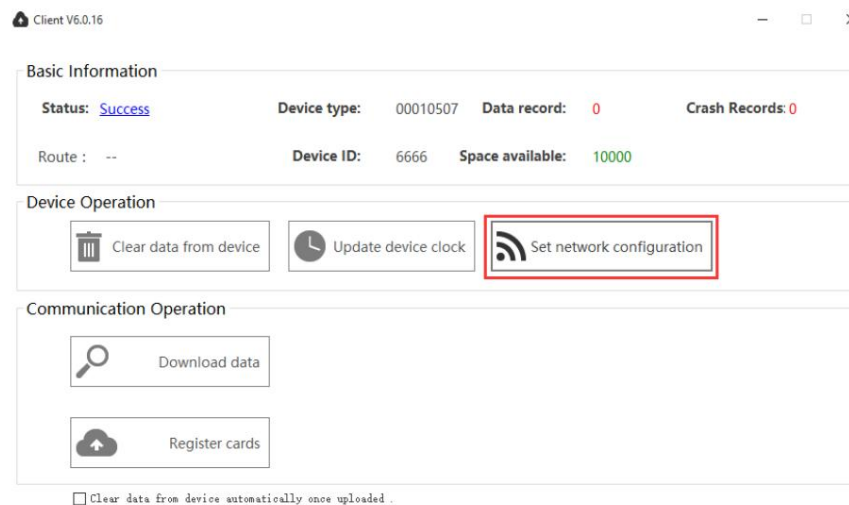 Client V6.0.16
Basic Information
Status: Success Device type: 00010507 Data record: 0 Crash Records: 0
Route : -- Device ID: 6666 Space available: 10000
Device Operation
Clear data from device Update device clock Set network configuration
Communication Operation
Download data
Register cards
Clear data from device automatically once uploaded .